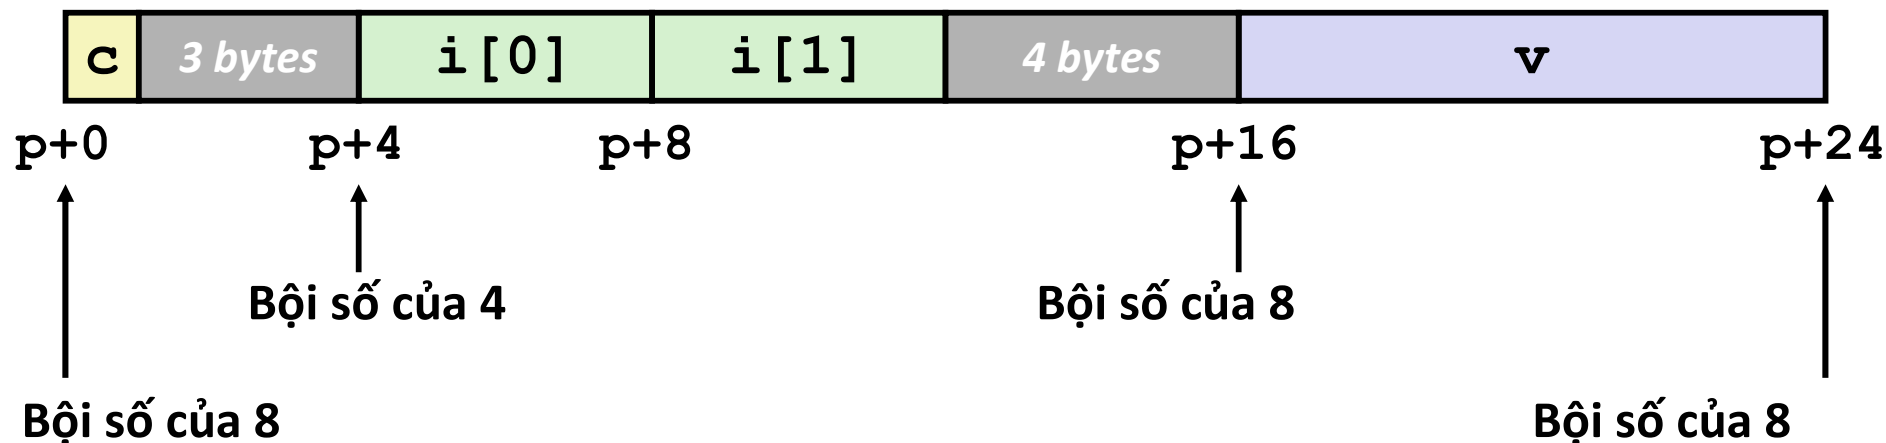 c 3 bytes i[0] i[1] 4 bytes v
p+0 p+4 p+8 p+16 p+24
Bội số của 4 Bội số của 8
Bội số của 8 Bội số của 8